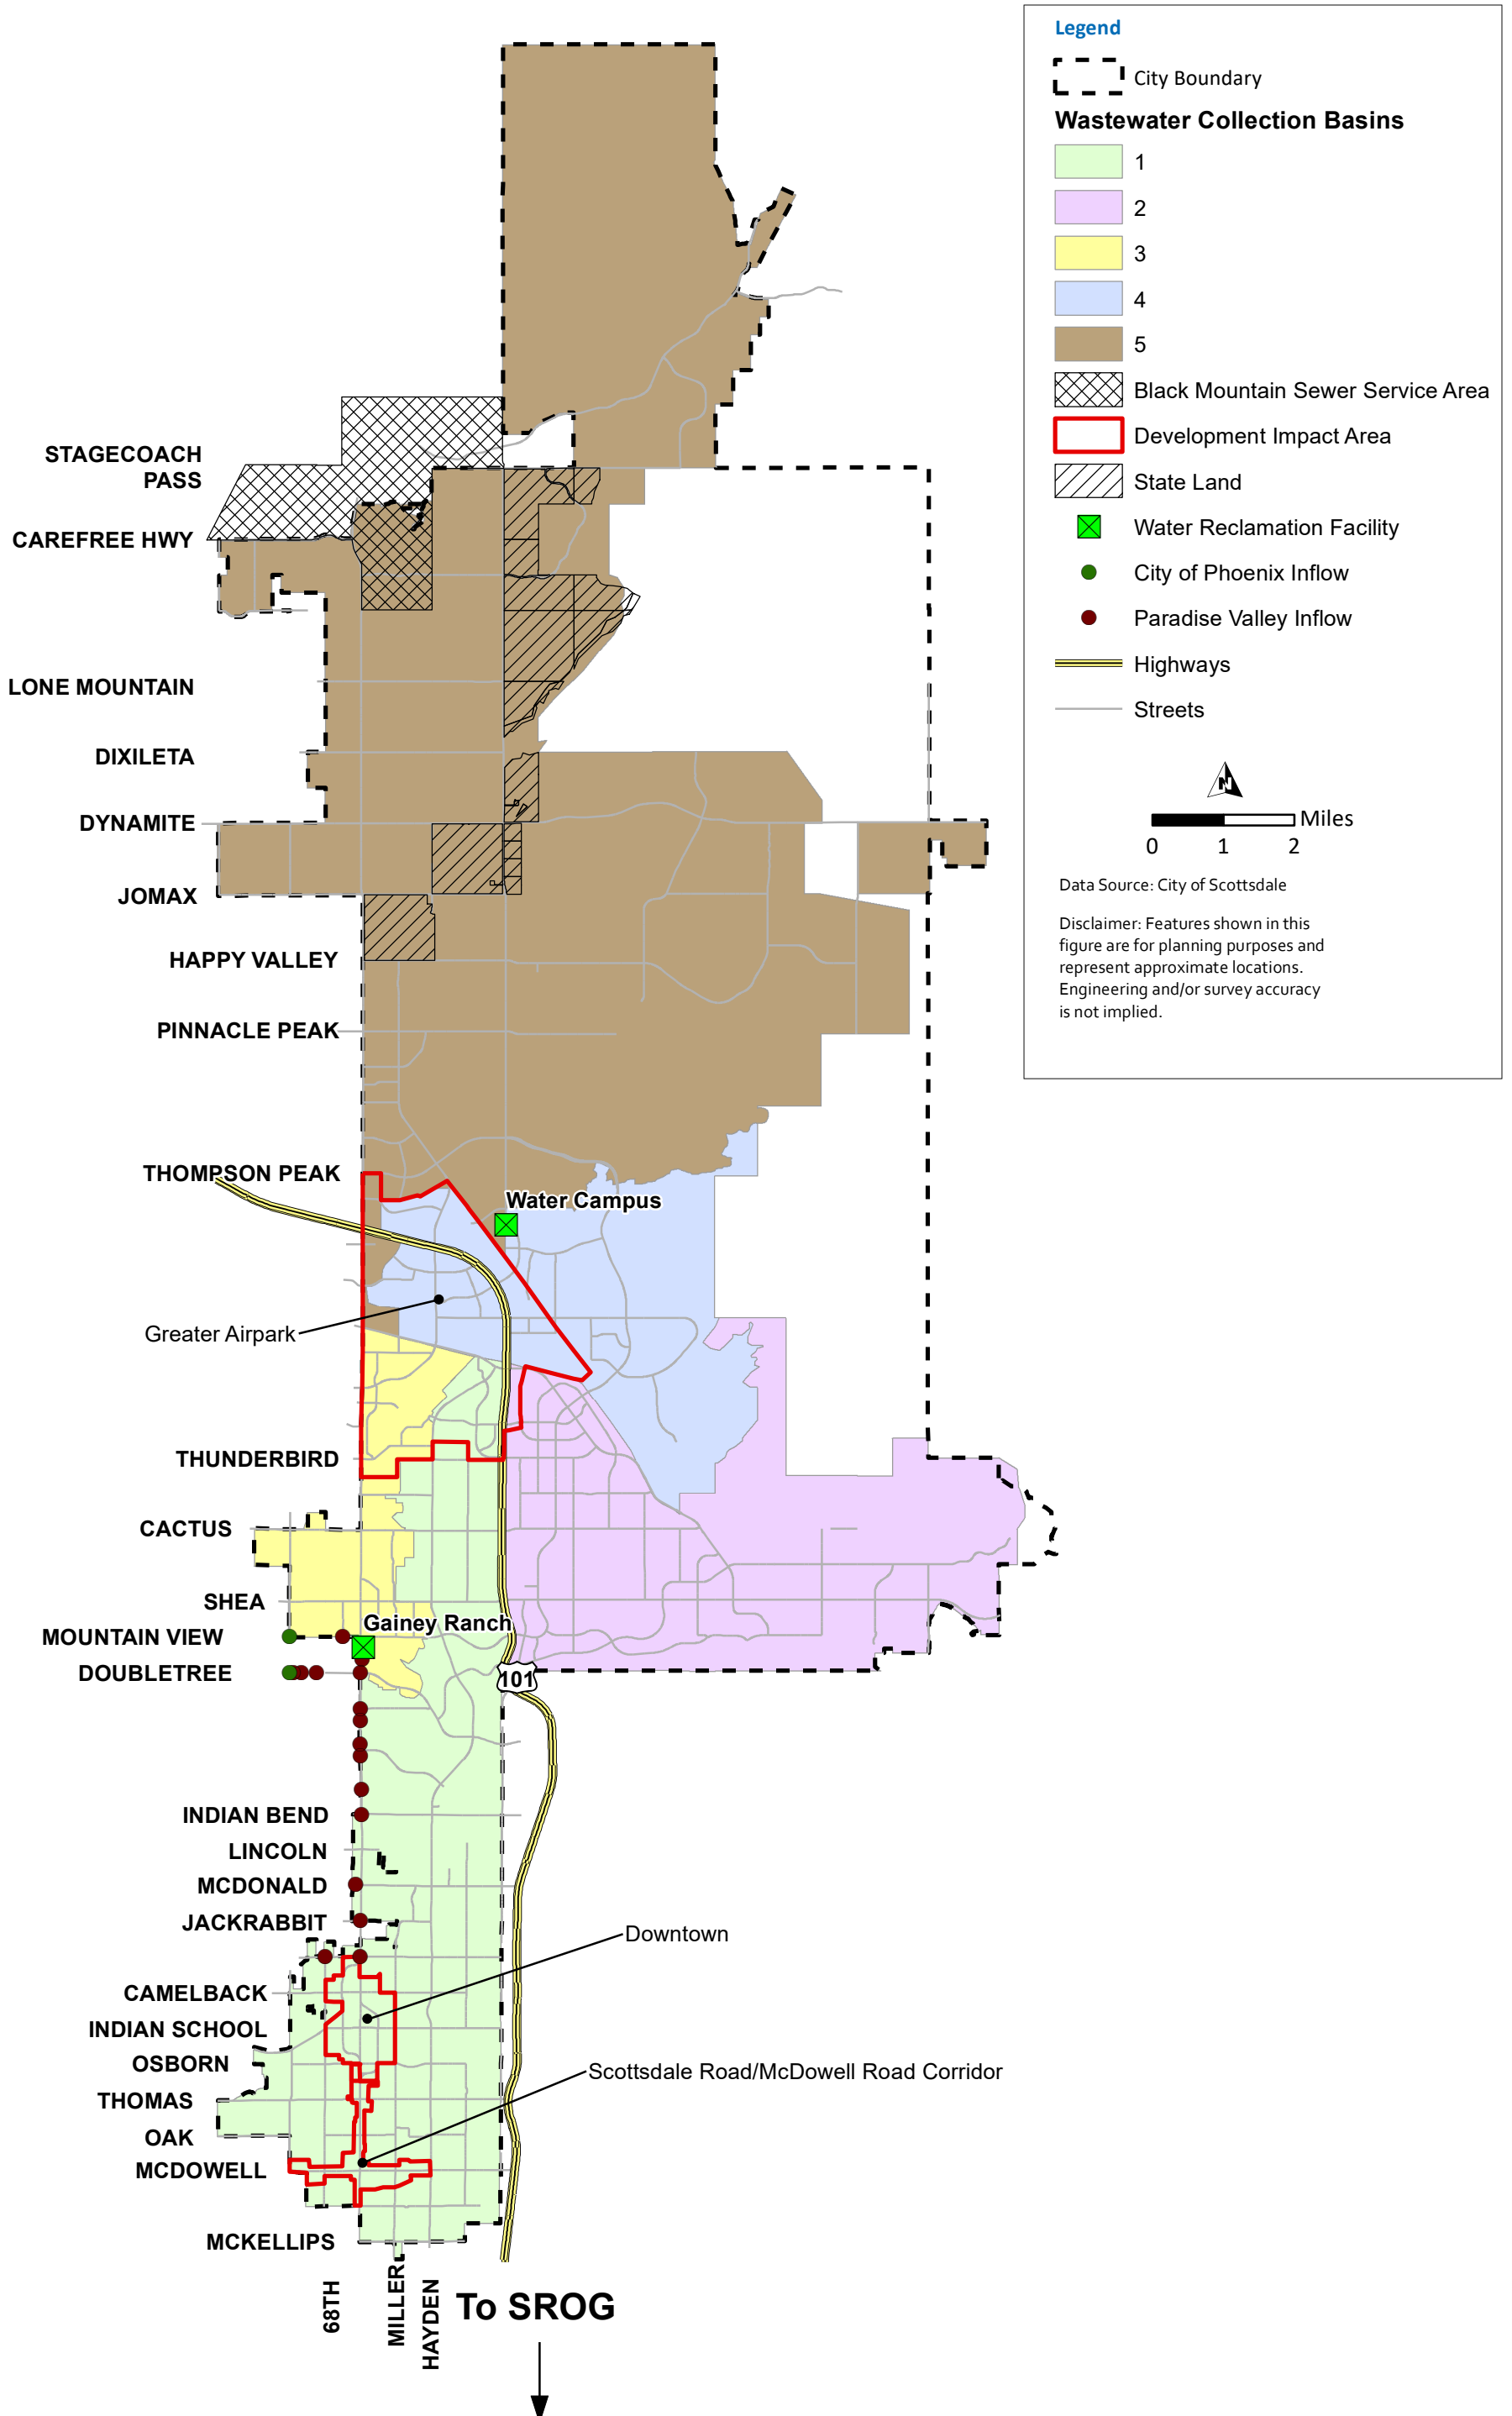 Legend
City Boundary
Wastewater Collection Basins
1
2
3
4
5
Black Mountain Sewer Service Area
Development Impact Area
State Land
Water Reclamation Facility
City of Phoenix Inflow
Paradise Valley Inflow
Highways
Streets
N
Miles
0 1 2
Data Source: City of Scottsdale
Disclaimer: Features shown in this
figure are for planning purposes and
represent approximate locations.
Engineering and/or survey accuracy
is not implied.
STAGECOACH
PASS
CAREFREE HWY
LONE MOUNTAIN
DIXILETA
DYNAMITE
JOMAX
HAPPY VALLEY
PINNACLE PEAK
THOMPSON PEAK
Water Campus
Greater Airpark
THUNDERBIRD
CACTUS
SHEA
Gainey Ranch
MOUNTAIN VIEW
DOUBLETREE
101
INDIAN BEND
LINCOLN
MCDONALD
JACKRABBIT
Downtown
CAMELBACK
INDIAN SCHOOL
OSBORN
Scottsdale Road/McDowell Road Corridor
THOMAS
OAK
MCDOWELL
MCKELLIPS
68TH
MILLER
HAYDEN
To SROG